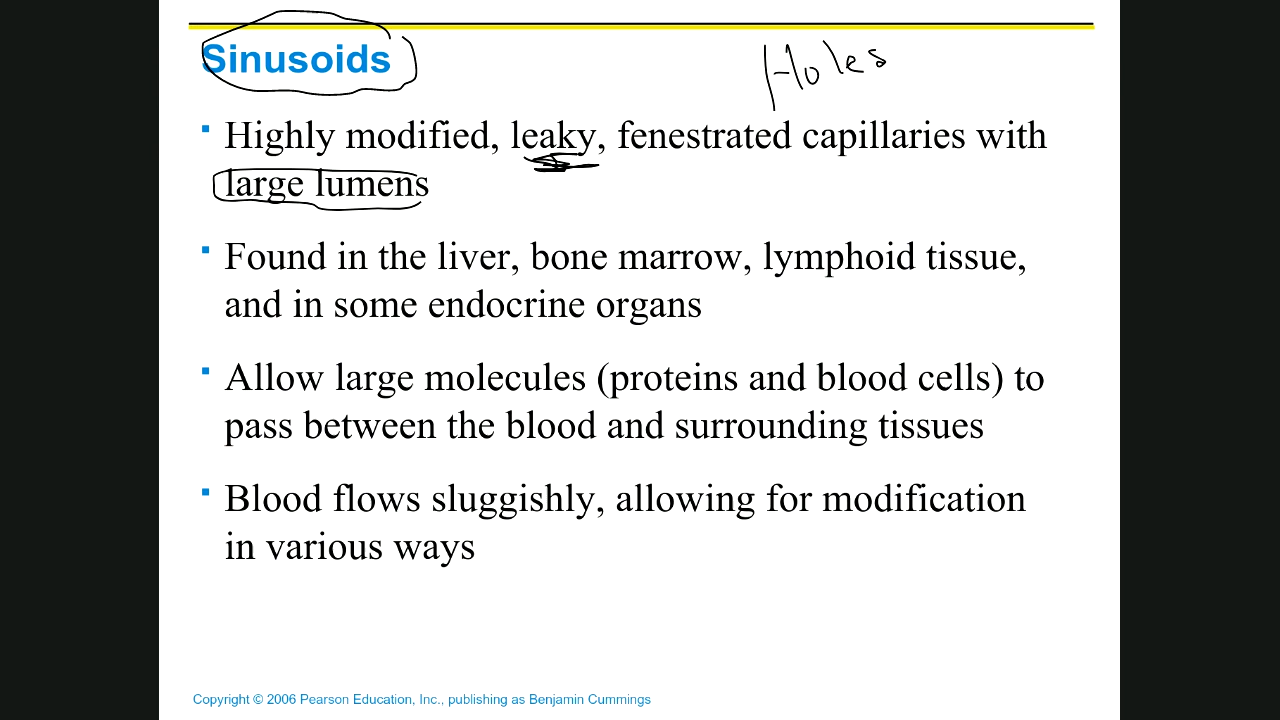 Sinusoids
Holes
Highly modified, leaky, fenestrated capillaries with
large lumens
Found in the liver, bone marrow, lymphoid tissue,
and in some endocrine organs
Allow large molecules (proteins and blood cells) to
pass between the blood and surrounding tissues
Blood flows sluggishly, allowing for modification
in various ways
Copyright © 2006 Pearson Education, Inc., publishing as Benjamin Cummings